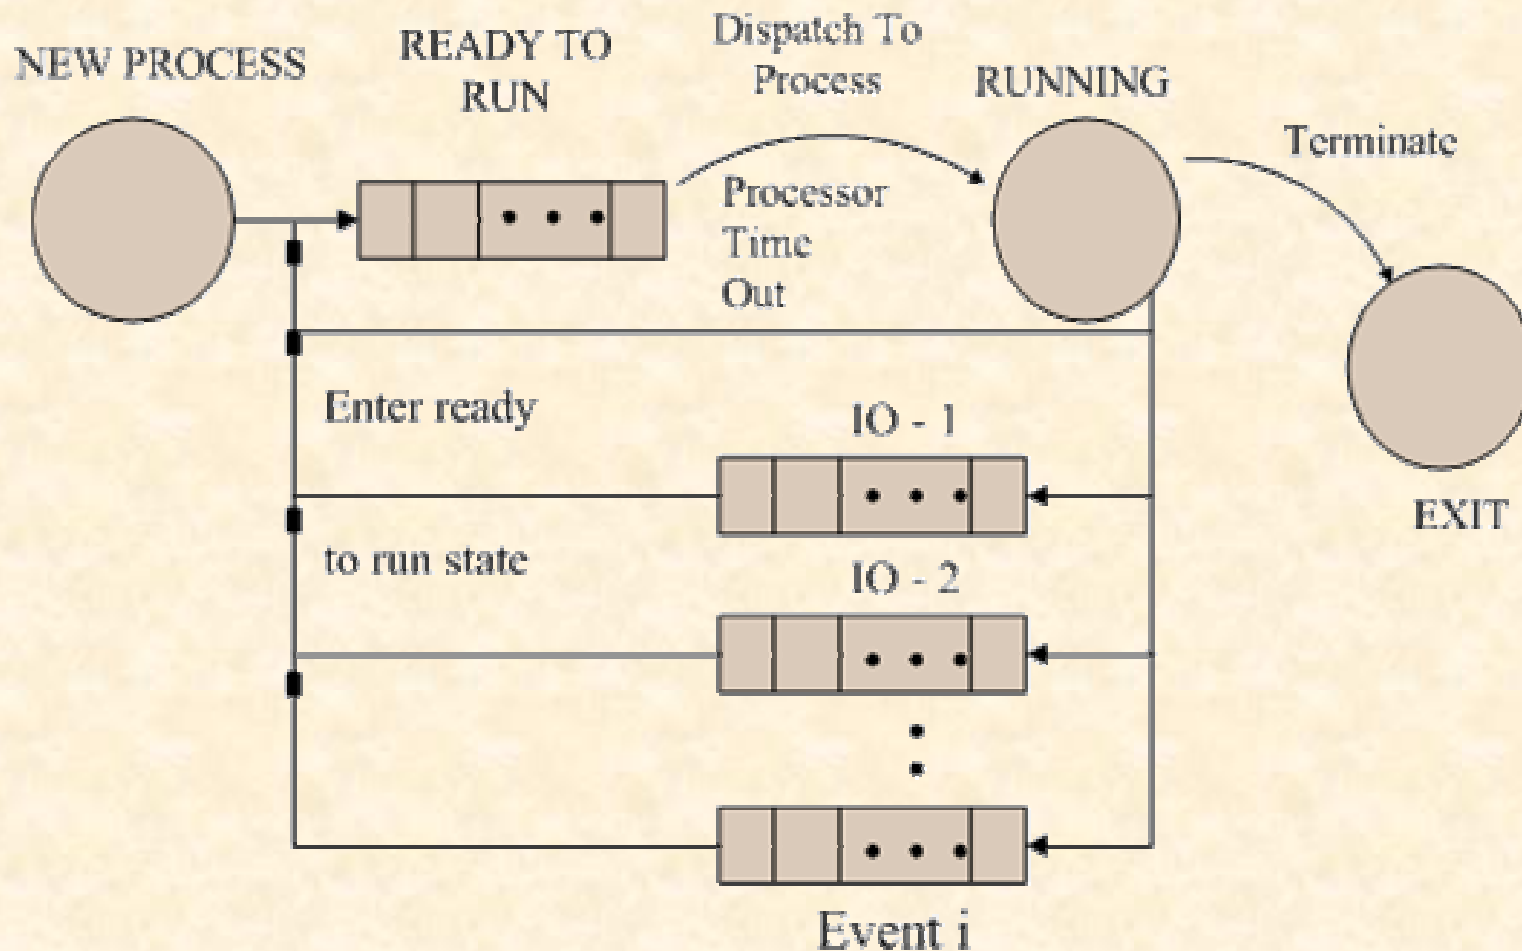 NEW PROCESS
READY TO
RUN
Dispatch To
Process
RUNNING
Terminate
Processor
Time
Out
Enter ready
IO - 1
EXIT
to run state
IO - 2
Event i